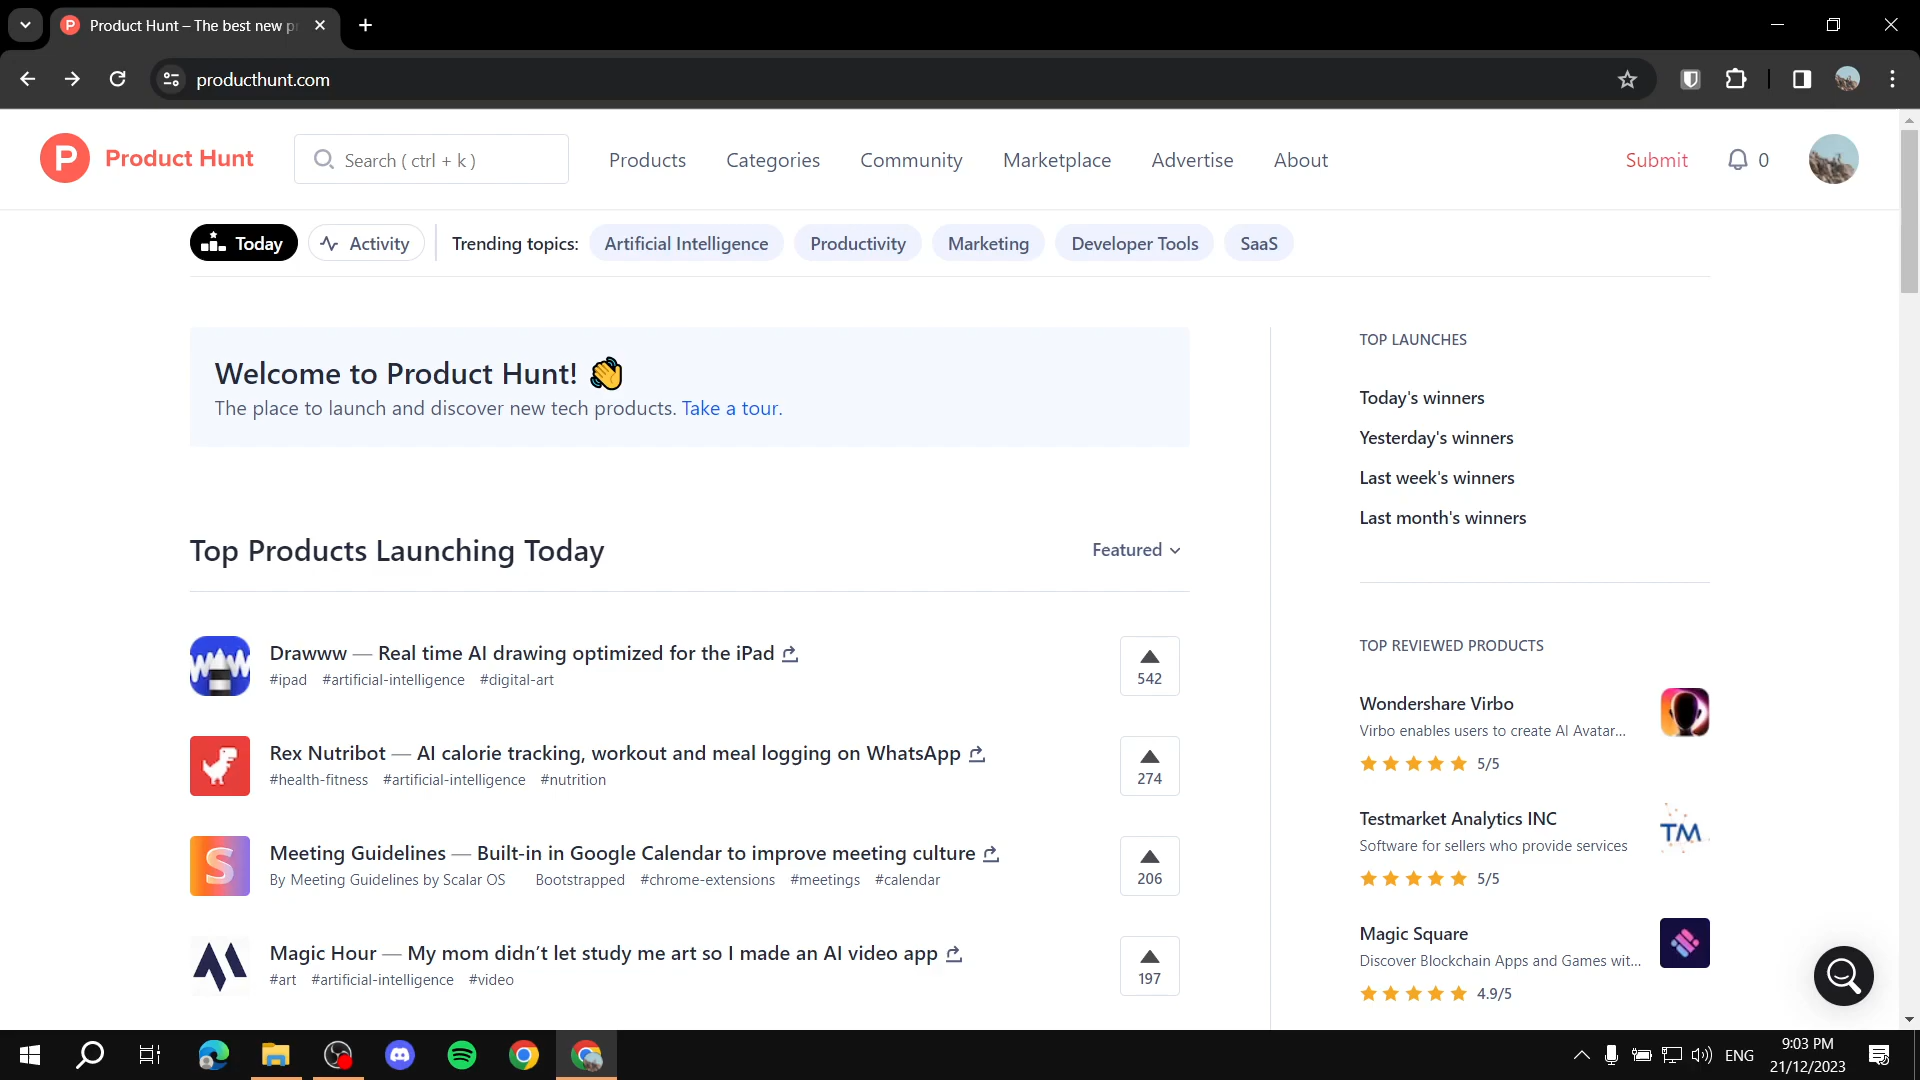 Product Hunt – The best new pr
producthunt.com
P Product Hunt
Search ( ctrl + k )
Products
Categories
Community
Marketplace
Advertise
About
Submit
0
Today
Activity
Trending topics:
Artificial Intelligence
Productivity
Marketing
Developer Tools
SaaS
Welcome to Product Hunt! 👋
The place to launch and discover new tech products. Take a tour.
Top Products Launching Today
Featured
Drawww — Real time AI drawing optimized for the iPad
#ipad #artificial-intelligence #digital-art
542
Rex Nutribot — AI calorie tracking, workout and meal logging on WhatsApp
#health-fitness #artificial-intelligence #nutrition
274
S
Meeting Guidelines — Built-in in Google Calendar to improve meeting culture
By Meeting Guidelines by Scalar OS Bootstrapped #chrome-extensions #meetings #calendar
206
Magic Hour — My mom didn't let study me art so I made an AI video app
#art #artificial-intelligence #video
197
TOP LAUNCHES
Today's winners
Yesterday's winners
Last week's winners
Last month's winners
TOP REVIEWED PRODUCTS
Wondershare Virbo
Virbo enables users to create AI Avatar...
5/5
Testmarket Analytics INC
Software for sellers who provide services
TM
5/5
Magic Square
Discover Blockchain Apps and Games wit...
4.9/5
ENG
9:03 PM
21/12/2023